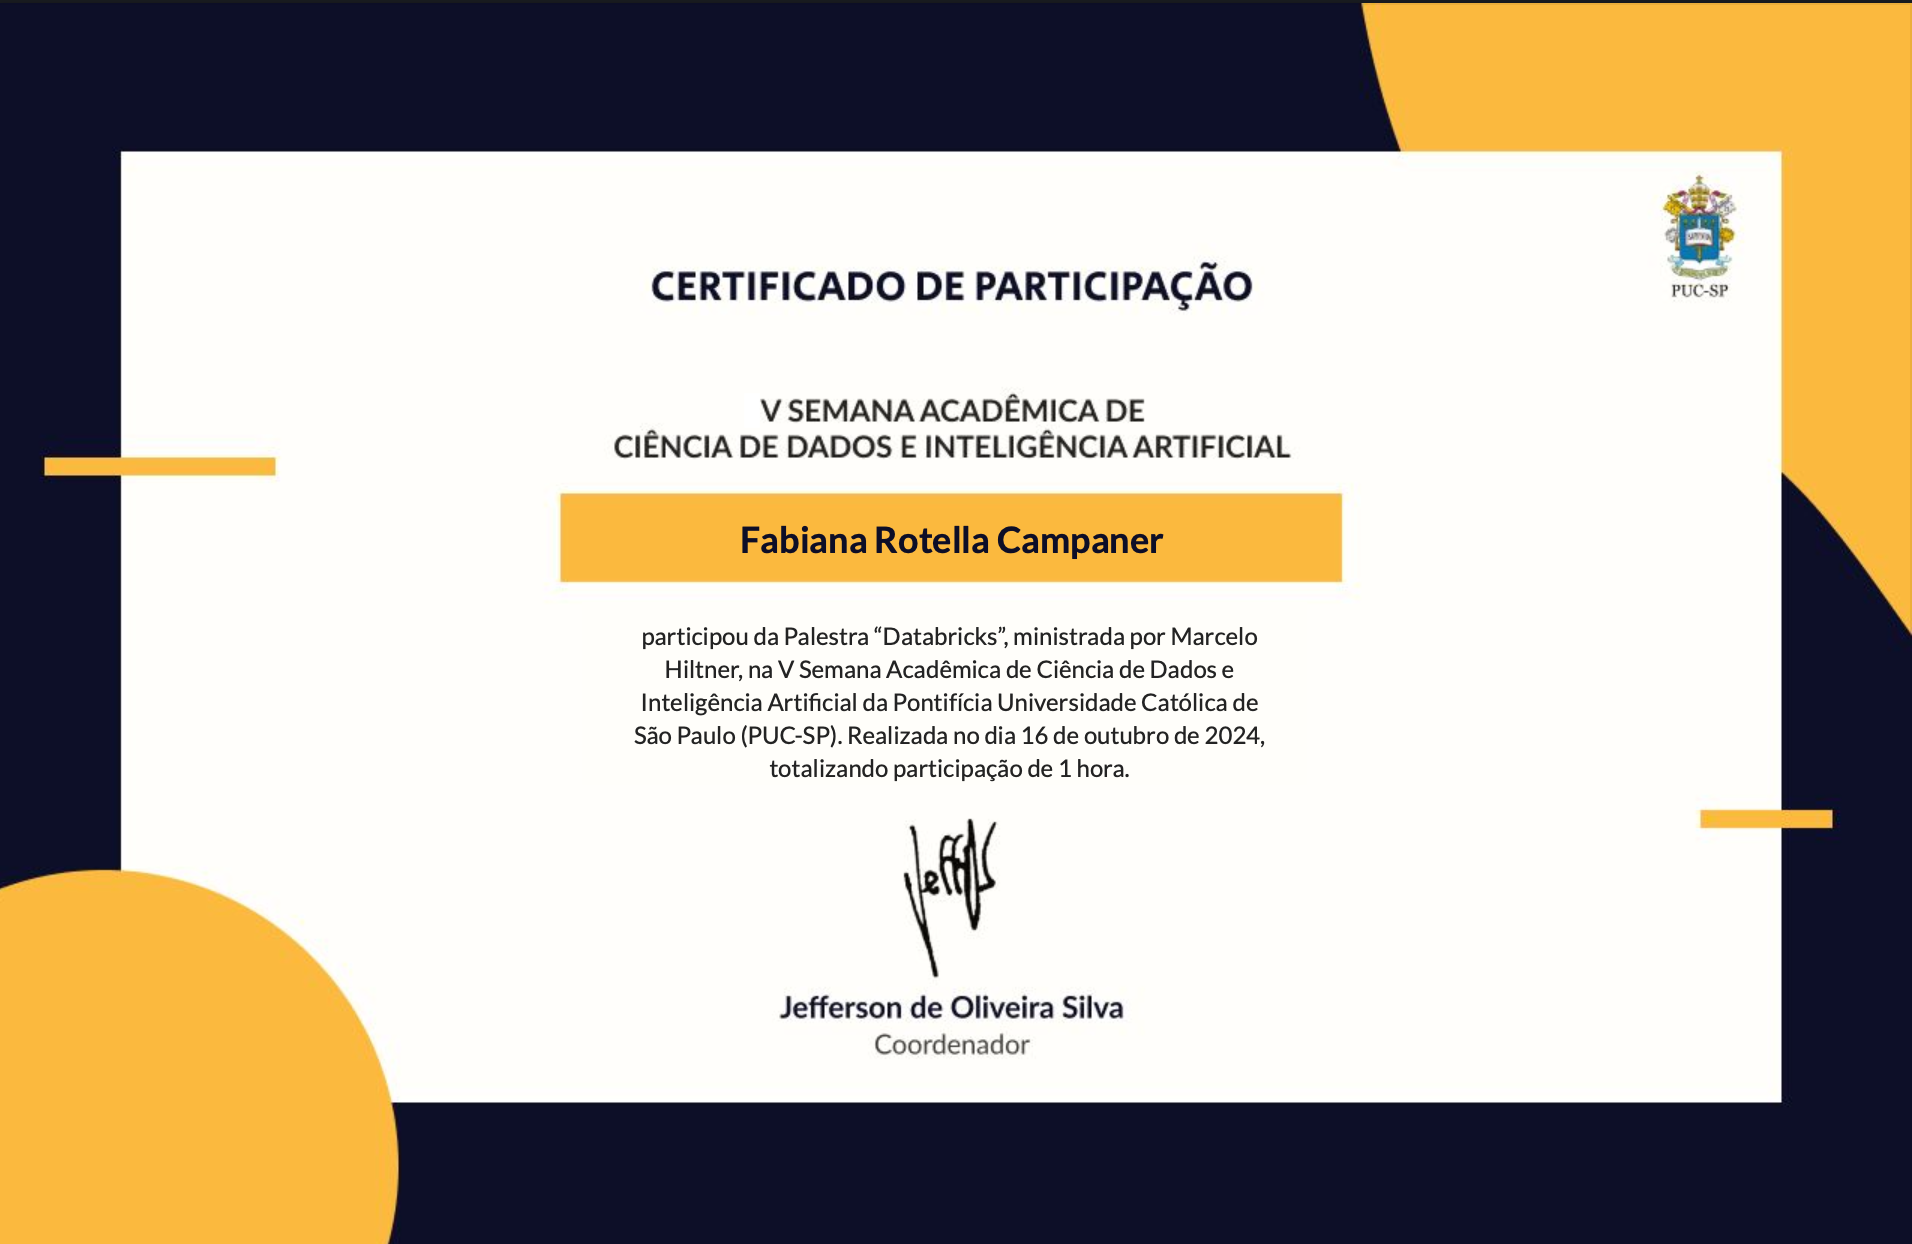 PUC-SP
CERTIFICADO DE PARTICIPAÇÃO
V SEMANA ACADÊMICA DE
CIÊNCIA DE DADOS E INTELIGÊNCIA ARTIFICIAL
Fabiana Rotella Campaner
participou da Palestra “Databricks”, ministrada por Marcelo
Hiltner, na V Semana Acadêmica de Ciência de Dados e
Inteligência Artificial da Pontifícia Universidade Católica de
São Paulo (PUC-SP). Realizada no dia 16 de outubro de 2024,
totalizando participação de 1 hora.
Jefferson de Oliveira Silva
Coordenador